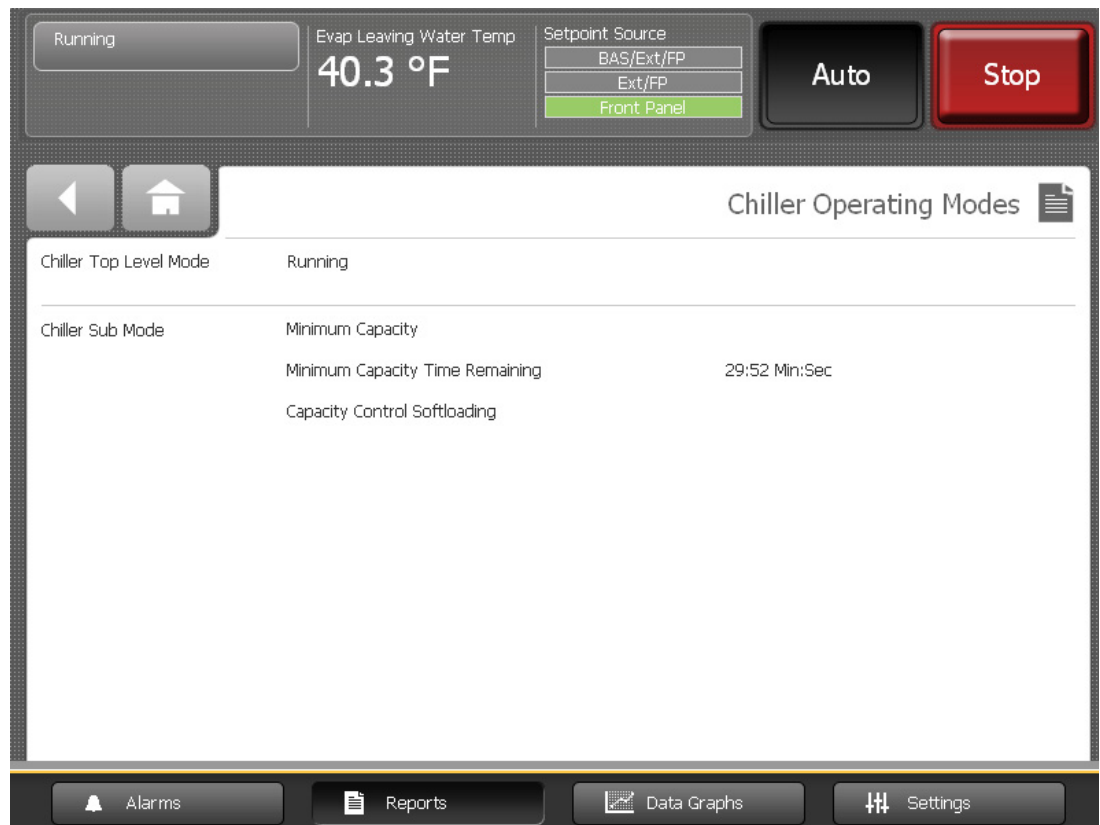 Running
Evap Leaving Water Temp
40.3 °F
Setpoint Source
BAS/Ext/FP
Ext/FP
Front Panel
Auto
Stop
Chiller Operating Modes
Chiller Top Level Mode Running
Chiller Sub Mode Minimum Capacity
Minimum Capacity Time Remaining 29:52 Min:Sec
Capacity Control Softloading
Alarms Reports Data Graphs Settings